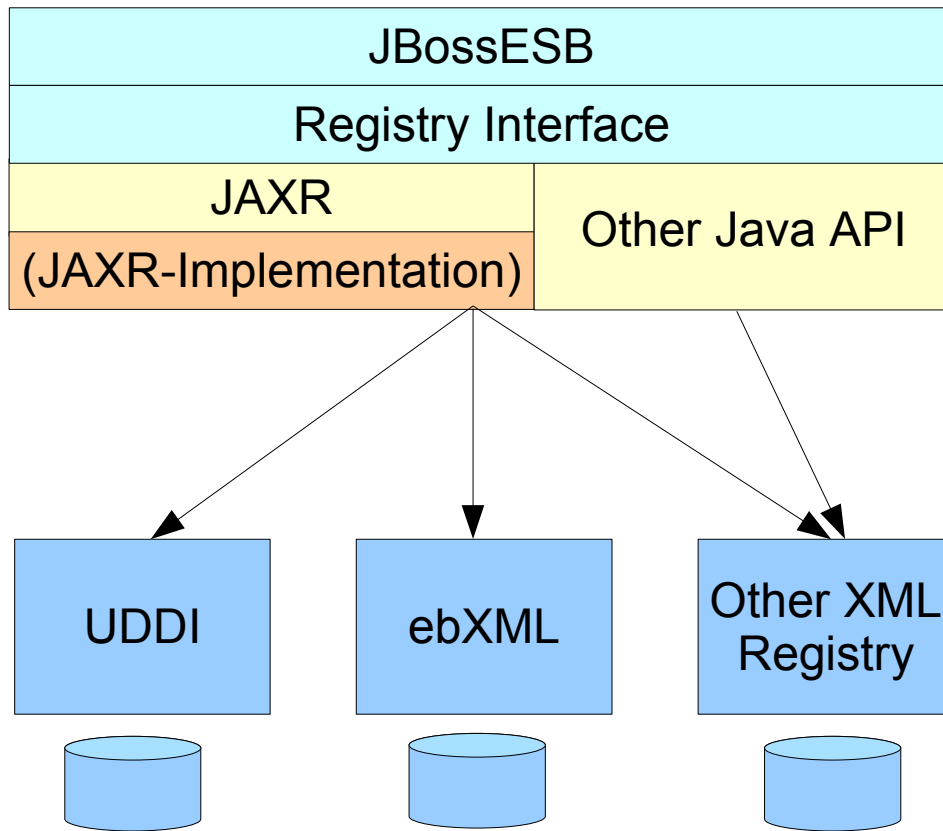 JBossESB
Registry Interface
JAXR
Other Java API
(JAXR-Implementation)
UDDI
ebXML
Other XML
Registry